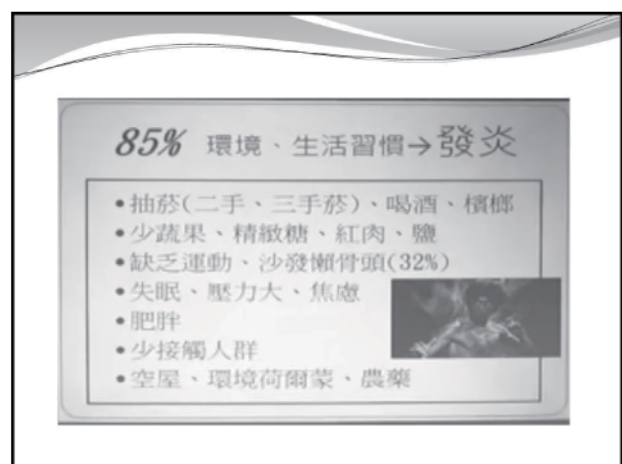 85% 環境、生活習慣→發炎
•抽菸(二手、三手菸)、喝酒、檳榔
•少蔬果、精緻糖、紅肉、鹽
•缺乏運動、沙發懶骨頭(32%)
•失眠、壓力大、焦慮
•肥胖
•少接觸人群
•空屋、環境荷爾蒙、農藥